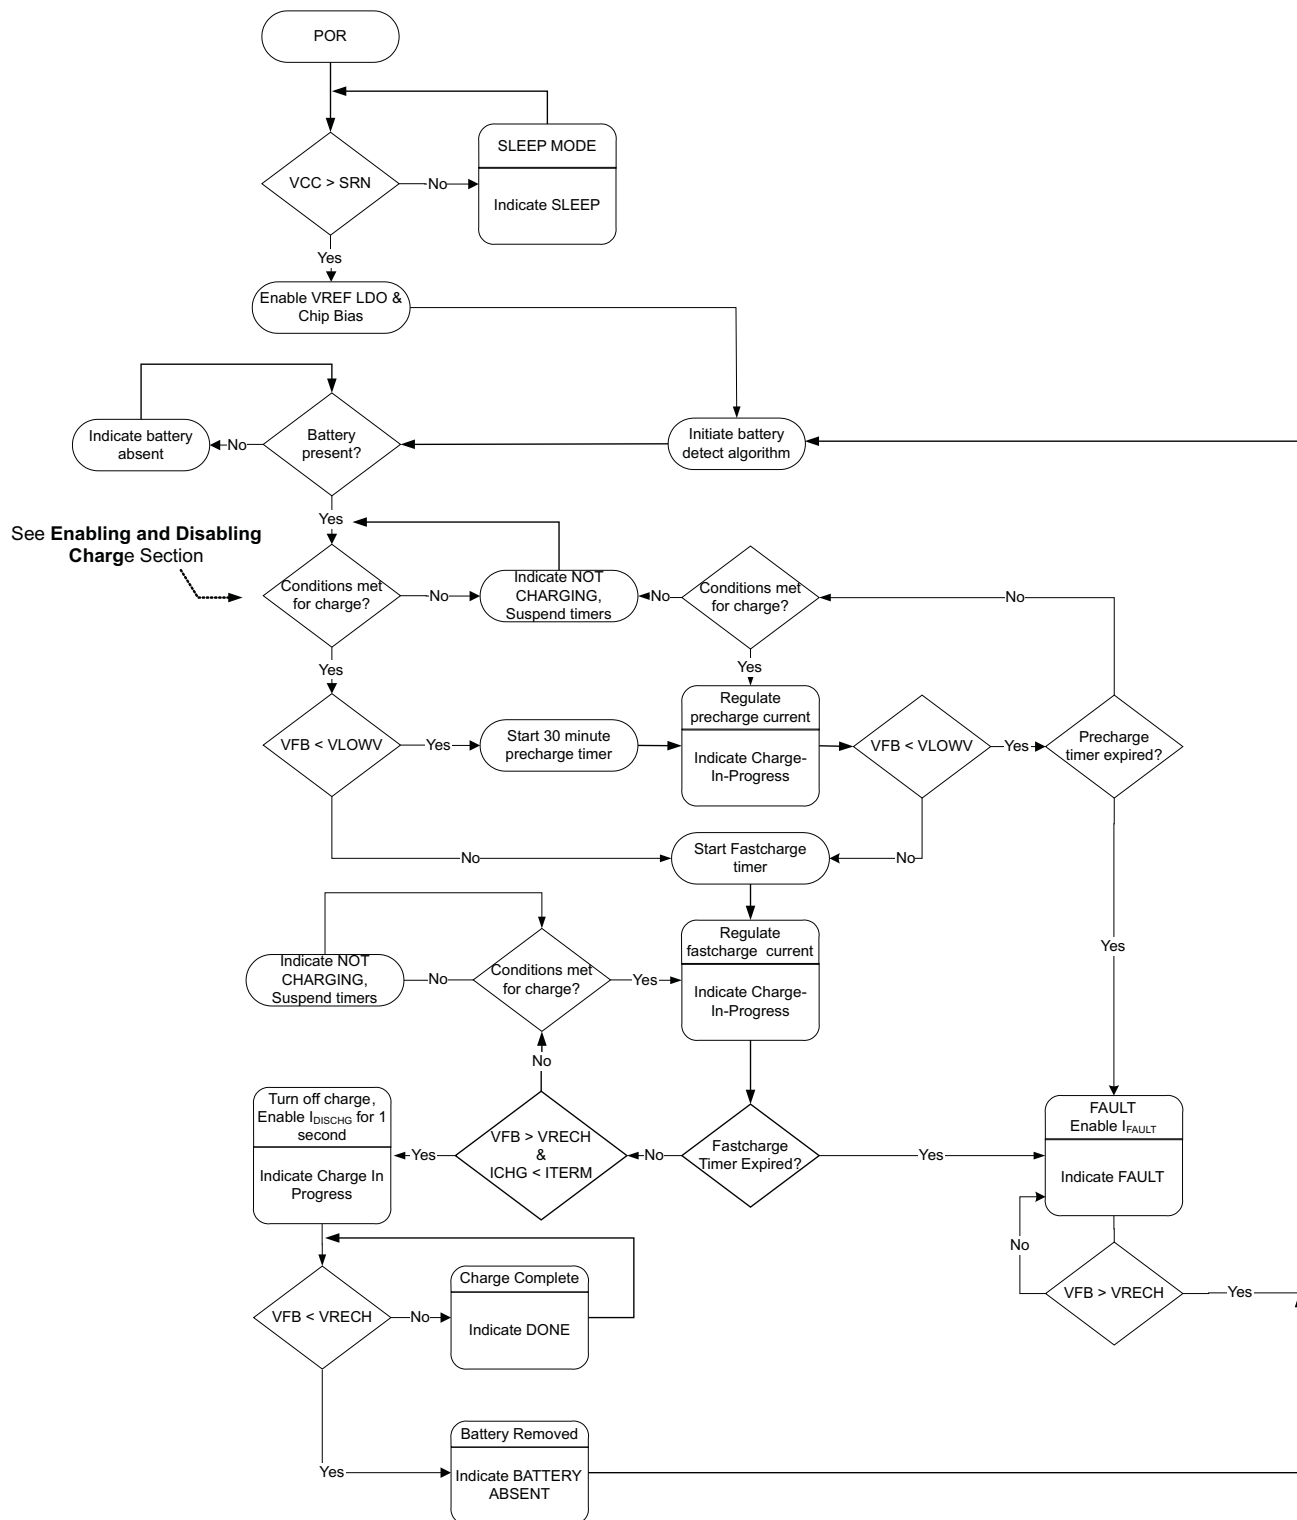 POR
SLEEP MODE
VCC > SRN
No
Indicate SLEEP
Yes
Enable VREF LDO &
Chip Bias
Indicate battery
absent
No
Battery
present?
Initiate battery
detect algorithm
Yes
See Enabling and Disabling
Charge Section
Conditions met
for charge?
No
Indicate NOT
CHARGING,
Suspend timers
No
Conditions met
for charge?
No
Yes
Yes
Regulate
precharge current
VFB < VLOWV
Yes
Start 30 minute
precharge timer
Indicate Charge-
In-Progress
VFB < VLOWV
Yes
Precharge
timer expired?
No
Start Fastcharge
timer
No
Regulate
fastcharge current
Yes
Indicate NOT
CHARGING,
Suspend timers
No
Conditions met
for charge?
Yes
Indicate Charge-
In-Progress
No
Turn off charge,
Enable IDISCHG for 1
second
Indicate Charge In
Progress
Yes
VFB > VRECH
&
ICHG < ITERM
No
Fastcharge
Timer Expired?
Yes
FAULT
Enable IFAULT
Indicate FAULT
No
VFB > VRECH
Yes
VFB < VRECH
No
Charge Complete
Indicate DONE
Yes
Battery Removed
Indicate BATTERY
ABSENT